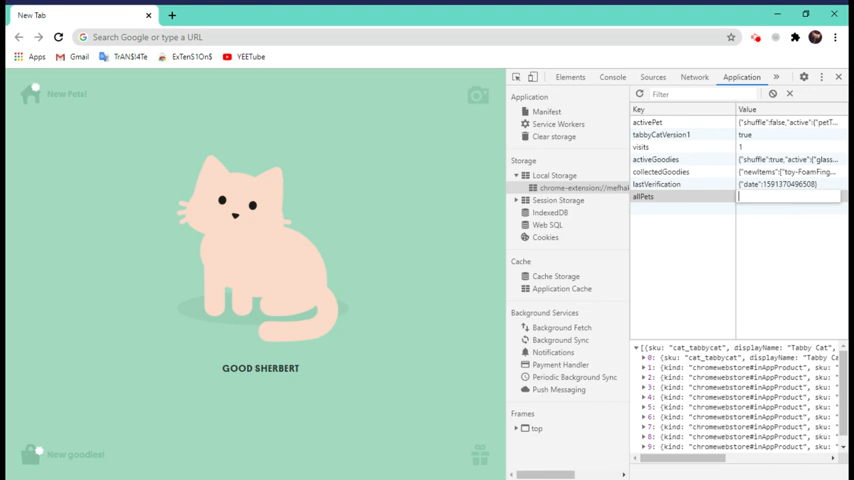 New Tab
Search Google or type a URL
Apps
Gmail
TrAN$!4Te
ExTen$1On$
YEETube
New Pets!
GOOD SHERBERT
New goodies!
Elements
Console
Sources
Network
Application
Application
Manifest
Service Workers
Clear storage
Storage
Local Storage
chrome-extension://mefhak
Session Storage
IndexedDB
Web SQL
Cookies
Cache
Cache Storage
Application Cache
Background Services
Background Fetch
Background Sync
Notifications
Payment Handler
Periodic Background Sync
Push Messaging
Frames
top
Filter
Key Value
activePet {"shuffle":false,"active":{"petT...
tabbyCatVersion1 true
visits 1
activeGoodies {"shuffle":true,"active":{"glass...
collectedGoodies {"newItems":{"toy-FoamFing...
lastVerification {"date":1591370496508}
allPets
[{sku: "cat_tabbycat", displayName: "Tabby Cat",
0: {sku: "cat_tabbycat", displayName: "Tabby Ca
1: {kind: "chromewebstore#inAppProduct", sku: "
2: {kind: "chromewebstore#inAppProduct", sku: "
3: {kind: "chromewebstore#inAppProduct", sku: "
4: {kind: "chromewebstore#inAppProduct", sku: "
5: {kind: "chromewebstore#inAppProduct", sku: "
6: {kind: "chromewebstore#inAppProduct", sku: "
7: {kind: "chromewebstore#inAppProduct", sku: "
8: {kind: "chromewebstore#inAppProduct", sku: "
9: {kind: "chromewebstore#inAppProduct", sku: "